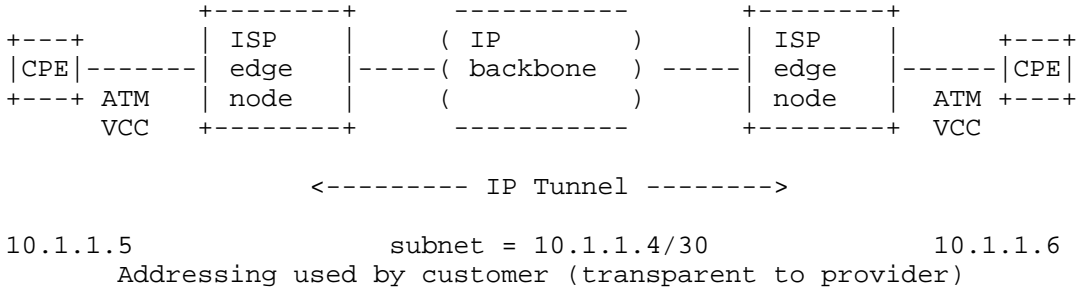 +--------+ ----------- +--------+
+---+ | ISP | ( IP ) | ISP | +---+
|CPE|-------| edge |-----( backbone ) -----| edge |------|CPE|
+---+ ATM | node | ( ) | node | ATM +---+
VCC +--------+ ----------- +--------+ VCC
<--------- IP Tunnel -------->
10.1.1.5 subnet = 10.1.1.4/30 10.1.1.6
Addressing used by customer (transparent to provider)